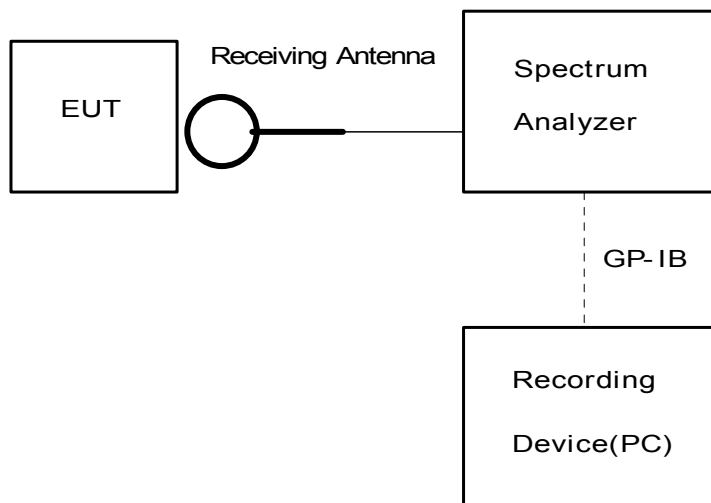 EUT
Receiving Antenna
Spectrum
Analyzer
GP-IB
Recording
Device(PC)